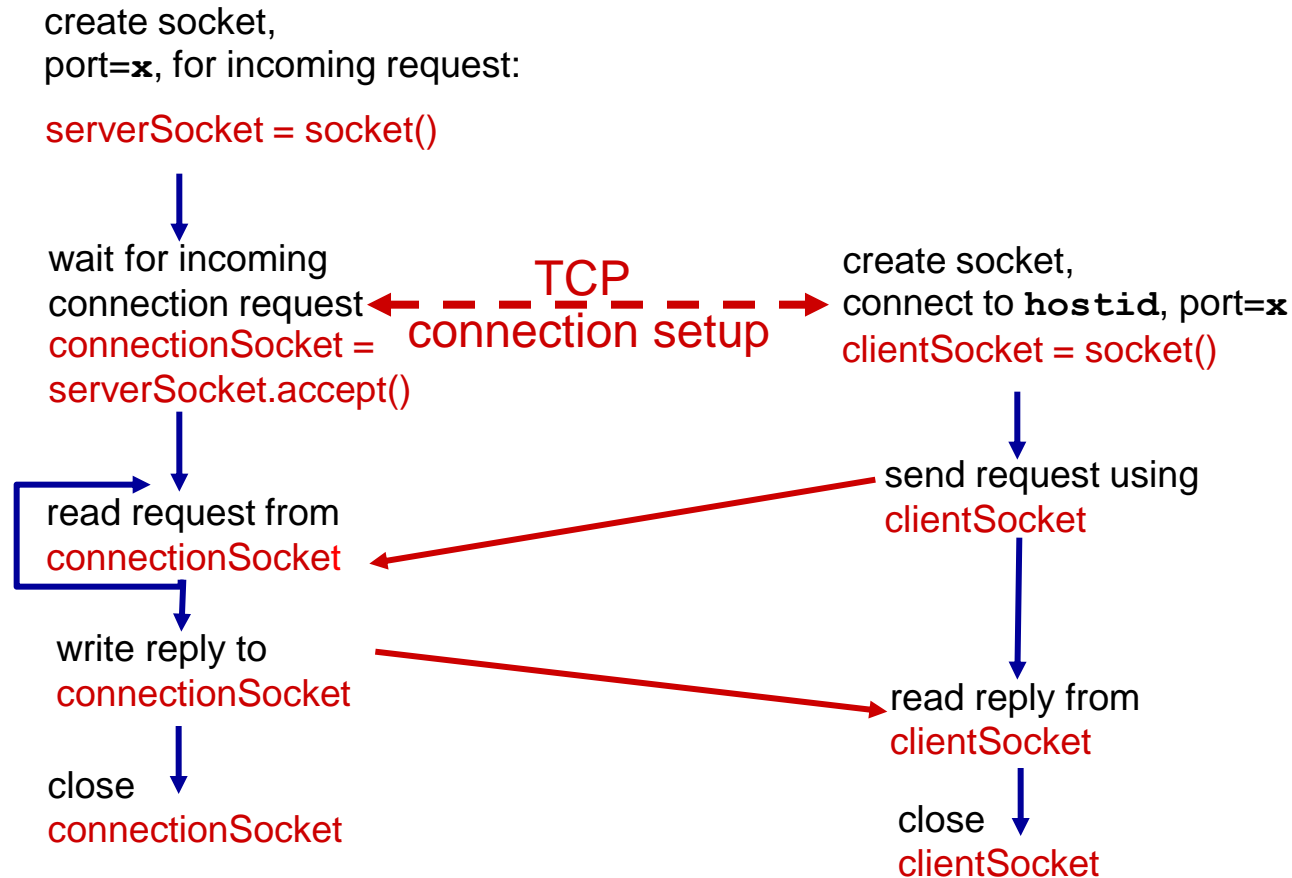 create socket,
port=x, for incoming request:
serverSocket = socket()
wait for incoming
connection request
connectionSocket =
serverSocket.accept()
TCP
connection setup
create socket,
connect to hostid, port=x
clientSocket = socket()
send request using
clientSocket
read request from
connectionSocket
write reply to
connectionSocket
read reply from
clientSocket
close
connectionSocket
close
clientSocket